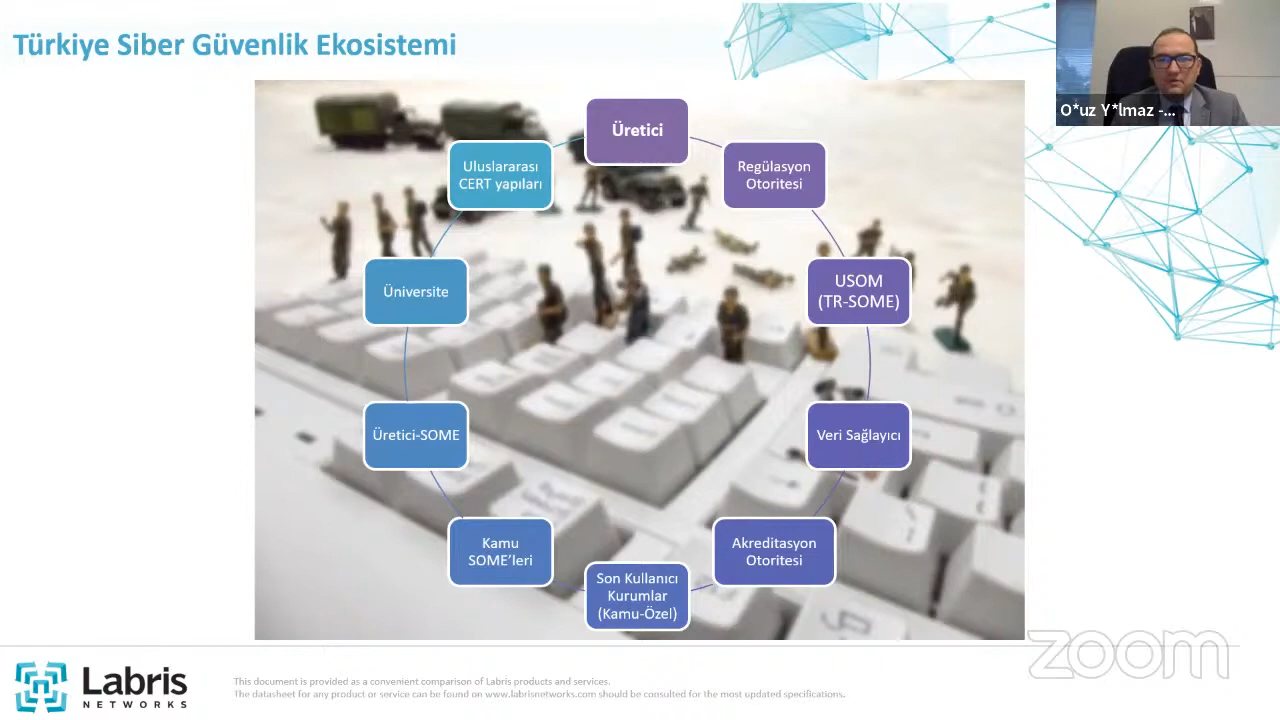 Türkiye Siber Güvenlik Ekosistemi
O*uz Y*lmaz -...
Üretici
Regülasyon
Otoritesi
USOM
(TR-SOME)
Veri Sağlayıcı
Akreditasyon
Otoritesi
Son Kullanıcı
Kurumlar
(Kamu-Özel)
Kamu
SOME’leri
Üretici-SOME
Üniversite
Uluslararası
CERT yapıları
zoom
Labris
NETWORKS
This document is provided as a convenient comparison of Labris products and services.
The datasheet for any product or service can be found on www.labrisnetworks.com should be consulted for the most updated specifications.